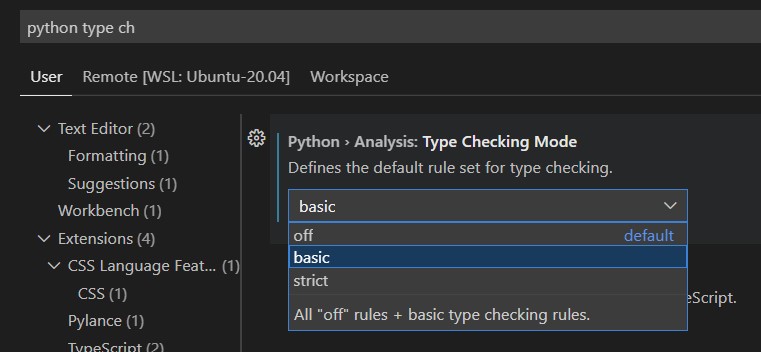 python type ch
User Remote [WSL: Ubuntu-20.04] Workspace
Text Editor (2)
Formatting (1)
Suggestions (1)
Workbench (1)
Extensions (4)
CSS Language Feat... (1)
CSS (1)
Pylance (1)
TypeScript (2)
Python › Analysis: Type Checking Mode
Defines the default rule set for type checking.
basic
off default
basic
strict
All "off" rules + basic type checking rules.
eScript.